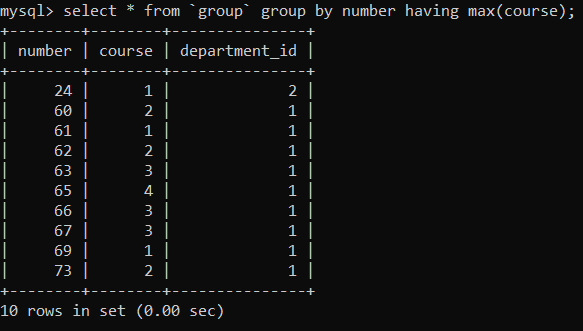 mysql> select * from `group` group by number having max(course);
+--------+--------+---------------+
| number | course | department_id |
+--------+--------+---------------+
|     24 |      1 |             2 |
|     60 |      2 |             1 |
|     61 |      1 |             1 |
|     62 |      2 |             1 |
|     63 |      3 |             1 |
|     65 |      4 |             1 |
|     66 |      3 |             1 |
|     67 |      3 |             1 |
|     69 |      1 |             1 |
|     73 |      2 |             1 |
+--------+--------+---------------+
10 rows in set (0.00 sec)